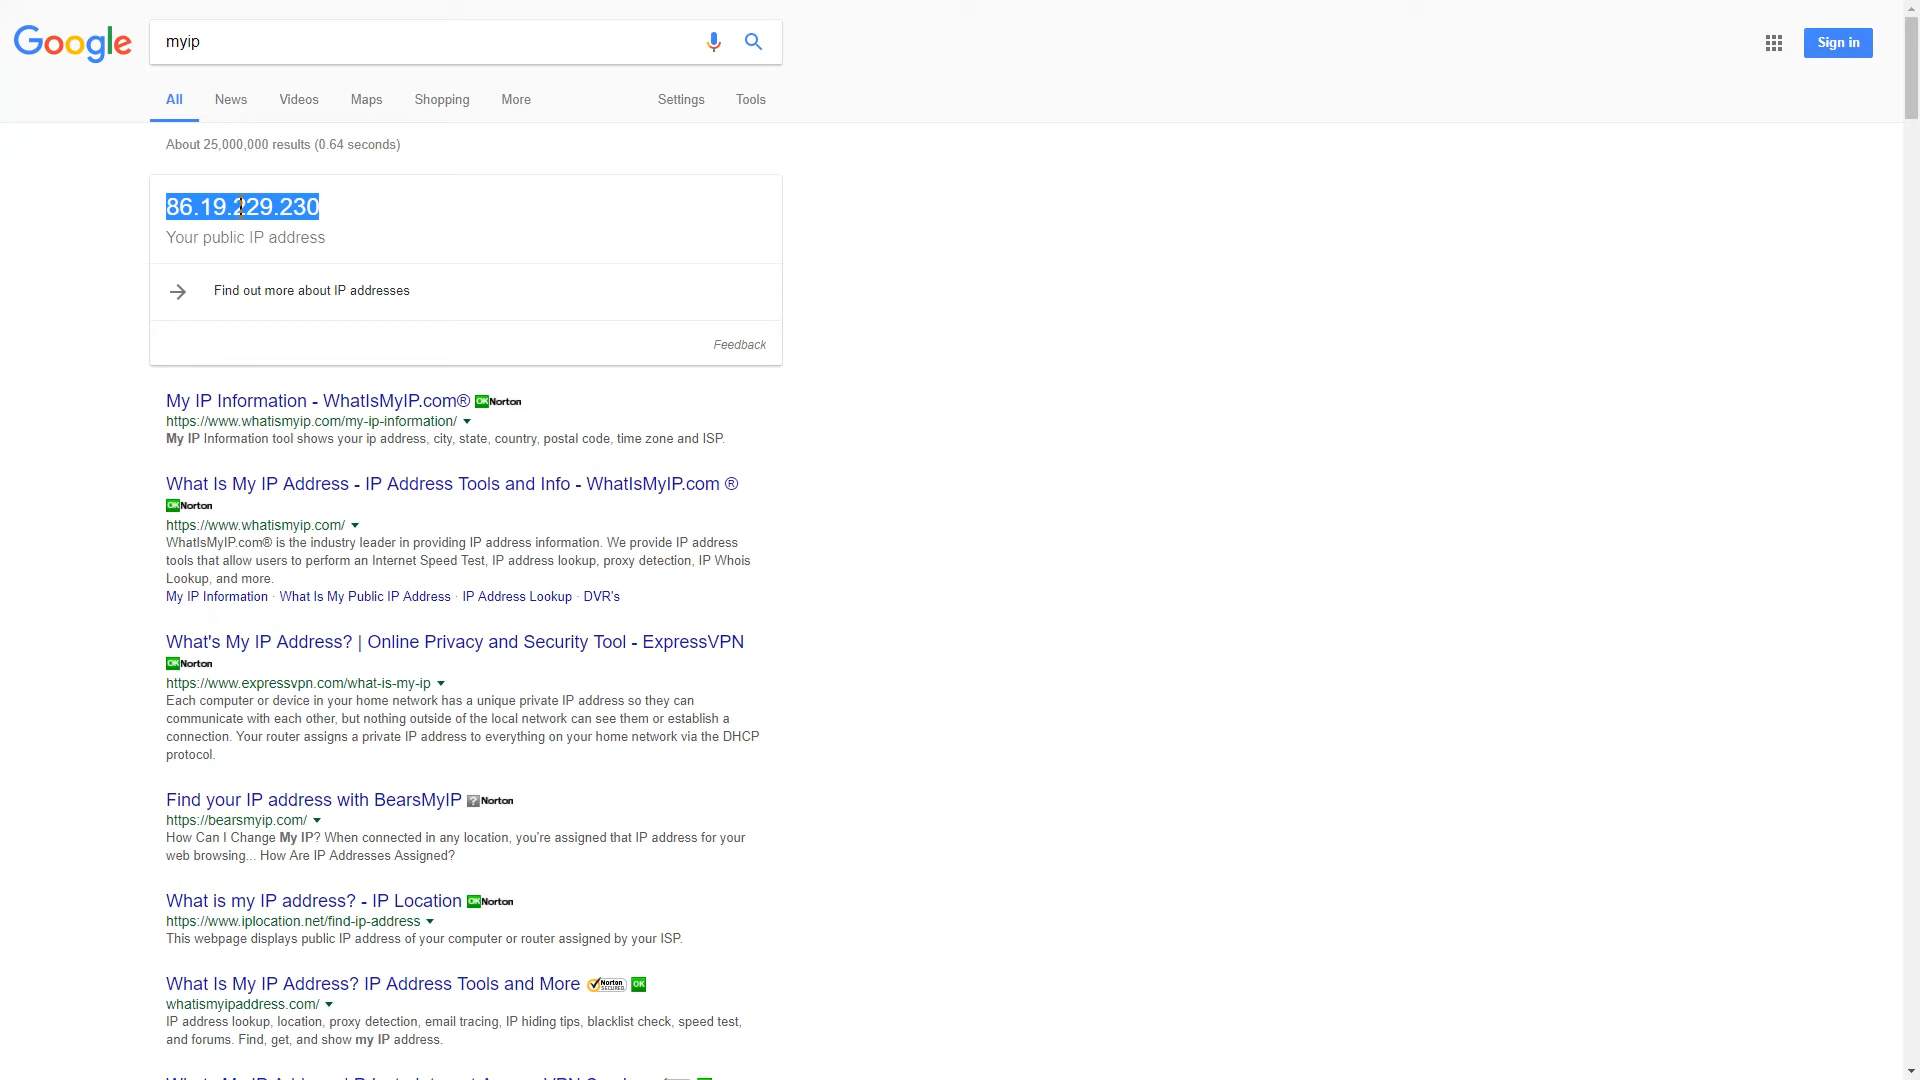 Google
myip
Sign in
All
News
Videos
Maps
Shopping
More
Settings
Tools
About 25,000,000 results (0.64 seconds)
86.19.229.230
Your public IP address
Find out more about IP addresses
Feedback
My IP Information - WhatIsMyIP.com® OK Norton
https://www.whatismyip.com/my-ip-information/
My IP Information tool shows your ip address, city, state, country, postal code, time zone and ISP.
What Is My IP Address - IP Address Tools and Info - WhatIsMyIP.com ®
OK Norton
https://www.whatismyip.com/
WhatIsMyIP.com® is the industry leader in providing IP address information. We provide IP address
tools that allow users to perform an Internet Speed Test, IP address lookup, proxy detection, IP Whois
Lookup, and more.
My IP Information · What Is My Public IP Address · IP Address Lookup · DVR's
What's My IP Address? | Online Privacy and Security Tool - ExpressVPN
OK Norton
https://www.expressvpn.com/what-is-my-ip
Each computer or device in your home network has a unique private IP address so they can
communicate with each other, but nothing outside of the local network can see them or establish a
connection. Your router assigns a private IP address to everything on your home network via the DHCP
protocol.
Find your IP address with BearsMyIP ? Norton
https://bearsmyip.com/
How Can I Change My IP? When connected in any location, you're assigned that IP address for your
web browsing... How Are IP Addresses Assigned?
What is my IP address? - IP Location OK Norton
https://www.iplocation.net/find-ip-address
This webpage displays public IP address of your computer or router assigned by your ISP.
What Is My IP Address? IP Address Tools and More Norton SECURED OK
whatismyipaddress.com/
IP address lookup, location, proxy detection, email tracing, IP hiding tips, blacklist check, speed test,
and forums. Find, get, and show my IP address.